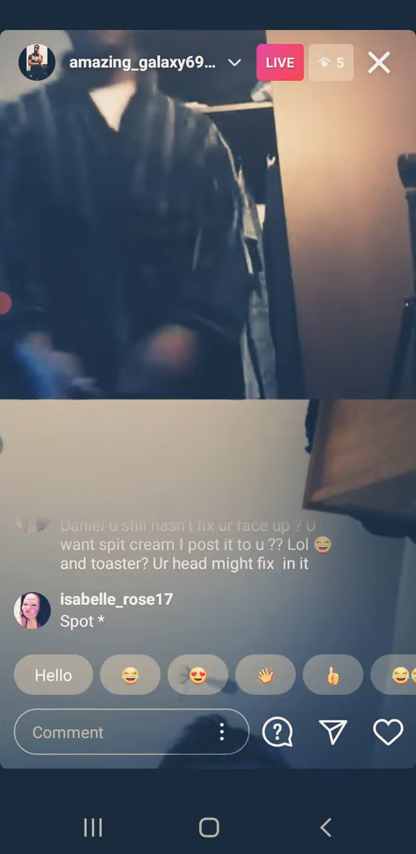 amazing_galaxy69...
LIVE
5
Daniel u still hasn't fix ur face up ? U
want spit cream I post it to u ?? Lol 😂
and toaster? Ur head might fix in it
isabelle_rose17
Spot *
Hello
Comment